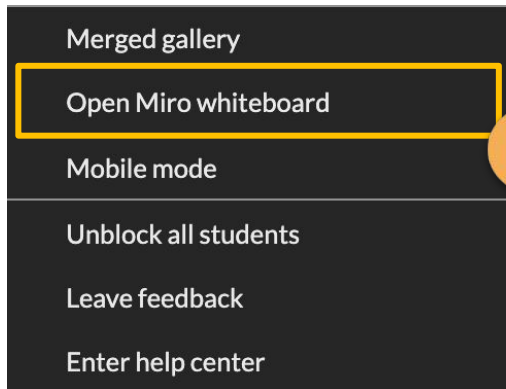 Merged gallery
Open Miro whiteboard
Mobile mode
Unblock all students
Leave feedback
Enter help center